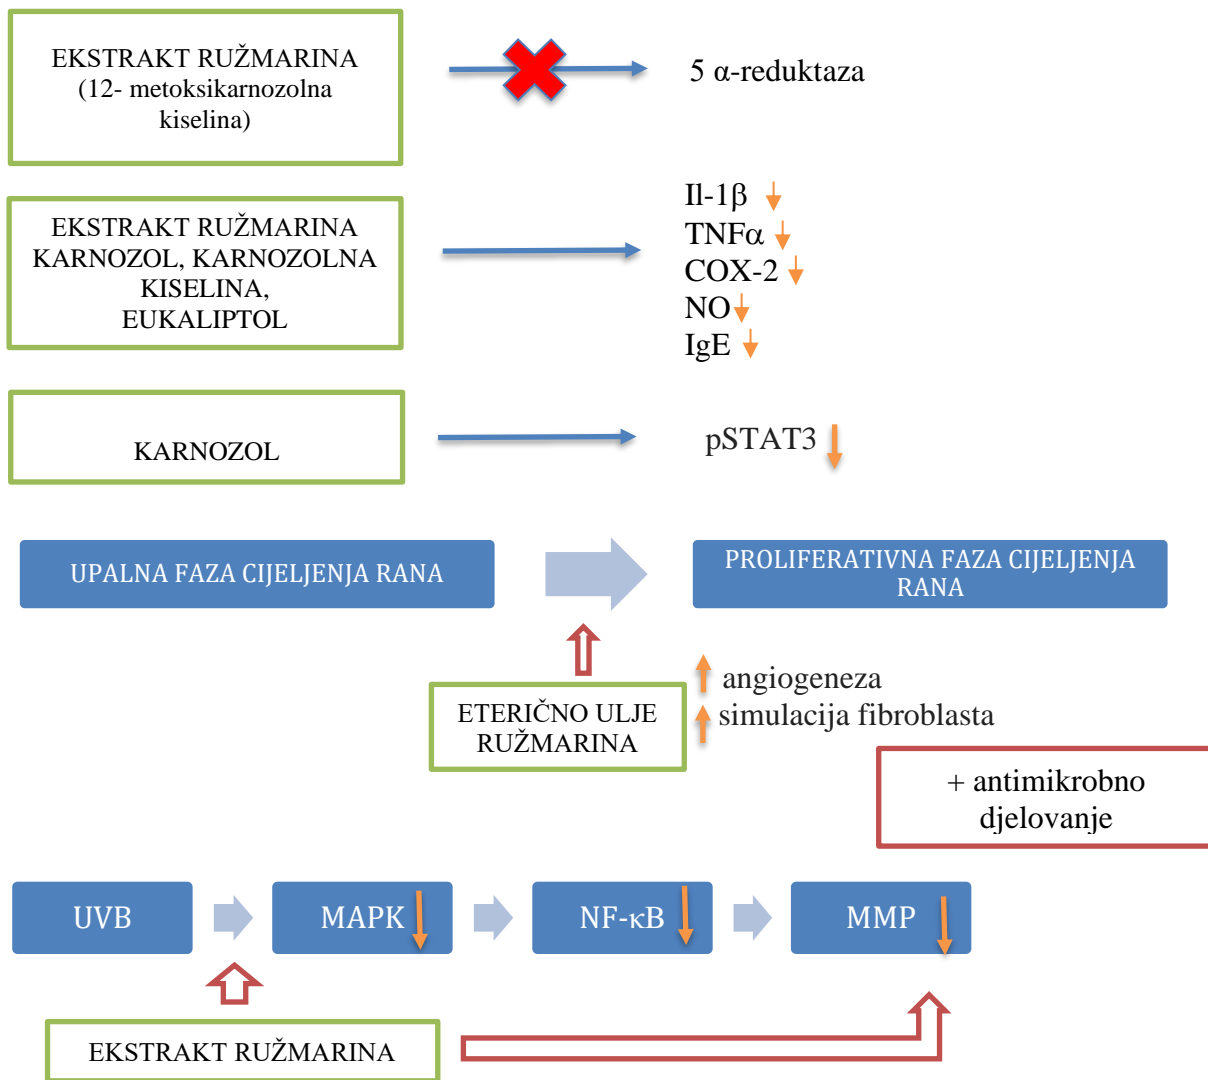 EKSTRAKT RUŽMARINA
(12- metoksikarnozolna
kiselina)
5 α-reduktaza
EKSTRAKT RUŽMARINA
KARNOZOL, KARNOZOLNA
KISELINA,
EUKALIPTOL
Il-1β
TNFα
COX-2
NO
IgE
KARNOZOL
pSTAT3
UPALNA FAZA CIJELJENJA RANA
PROLIFERATIVNA FAZA CIJELJENJA
RANA
ETERIČNO ULJE
RUŽMARINA
angiogeneza
simulacija fibroblasta
+ antimikrobno
djelovanje
UVB
MAPK
NF-κB
MMP
EKSTRAKT RUŽMARINA